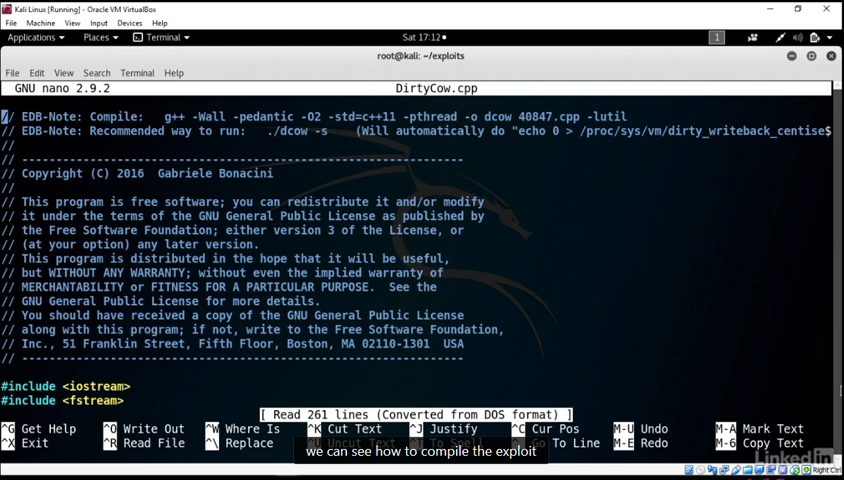 Kali Linux [Running] - Oracle VM VirtualBox
File Machine View Input Devices Help
Applications Places Terminal Sat 17:12 1
root@kali: ~/exploits
File Edit View Search Terminal Help
GNU nano 2.9.2 DirtyCow.cpp
// EDB-Note: Compile: g++ -Wall -pedantic -O2 -std=c++11 -pthread -o dcow 40847.cpp -lutil
// EDB-Note: Recommended way to run: ./dcow -s (Will automatically do "echo 0 > /proc/sys/vm/dirty_writeback_centise$
//
// -----------------------------------------------------------------
// Copyright (C) 2016 Gabriele Bonacini
//
// This program is free software; you can redistribute it and/or modify
// it under the terms of the GNU General Public License as published by
// the Free Software Foundation; either version 3 of the License, or
// (at your option) any later version.
// This program is distributed in the hope that it will be useful,
// but WITHOUT ANY WARRANTY; without even the implied warranty of
// MERCHANTABILITY or FITNESS FOR A PARTICULAR PURPOSE. See the
// GNU General Public License for more details.
// You should have received a copy of the GNU General Public License
// along with this program; if not, write to the Free Software Foundation,
// Inc., 51 Franklin Street, Fifth Floor, Boston, MA 02110-1301 USA
// -----------------------------------------------------------------
#include <iostream>
#include <fstream>
[ Read 261 lines (Converted from DOS format) ]
^G Get Help ^O Write Out ^W Where Is ^K Cut Text ^J Justify ^C Cur Pos M-U Undo M-A Mark Text
^X Exit ^R Read File ^\ Replace ^U Uncut Text ^T To Spell ^_ Go To Line M-E Redo M-6 Copy Text
we can see how to compile the exploit
LinkedIn
Right Ctrl